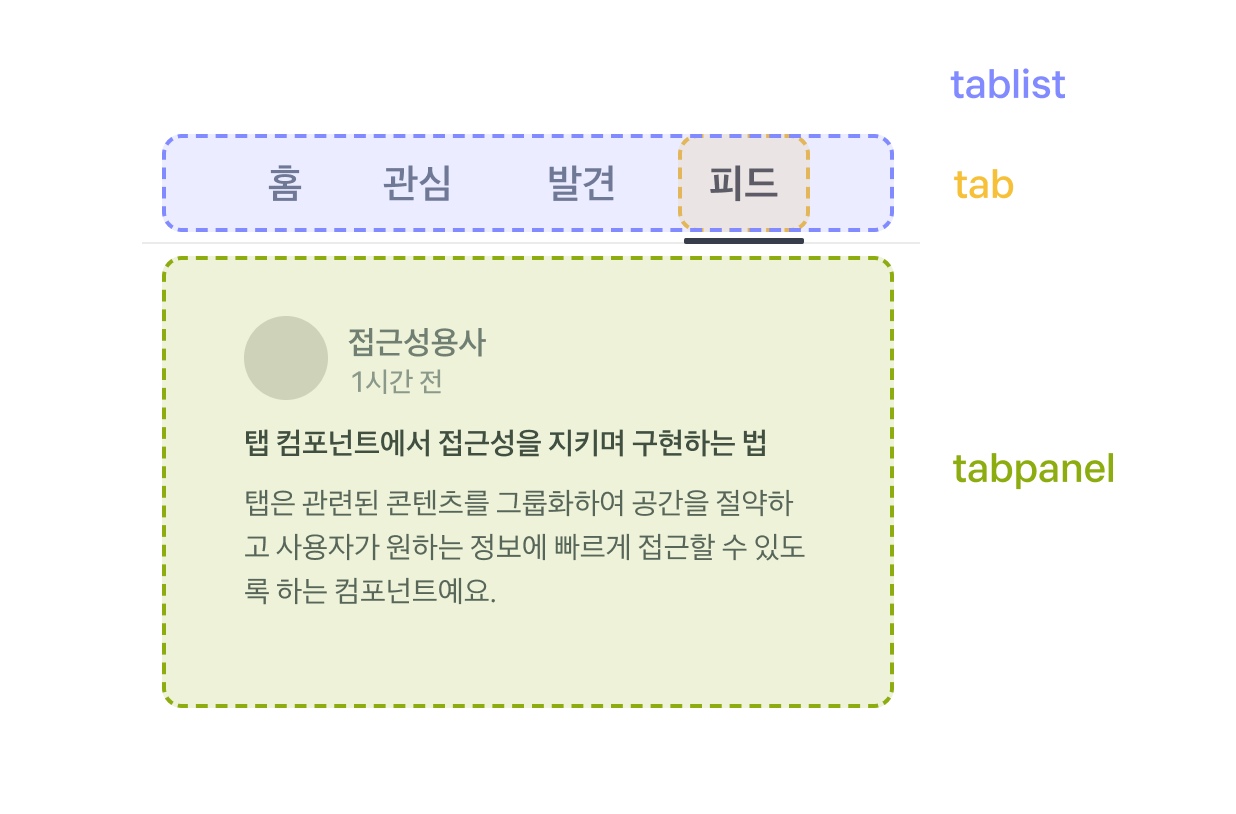 tablist
홈 관심 발견 피드
tab
접근성용사
1시간 전
탭 컴포넌트에서 접근성을 지키며 구현하는 법
탭은 관련된 콘텐츠를 그룹화하여 공간을 절약하
고 사용자가 원하는 정보에 빠르게 접근할 수 있도
록 하는 컴포넌트예요.
tabpanel